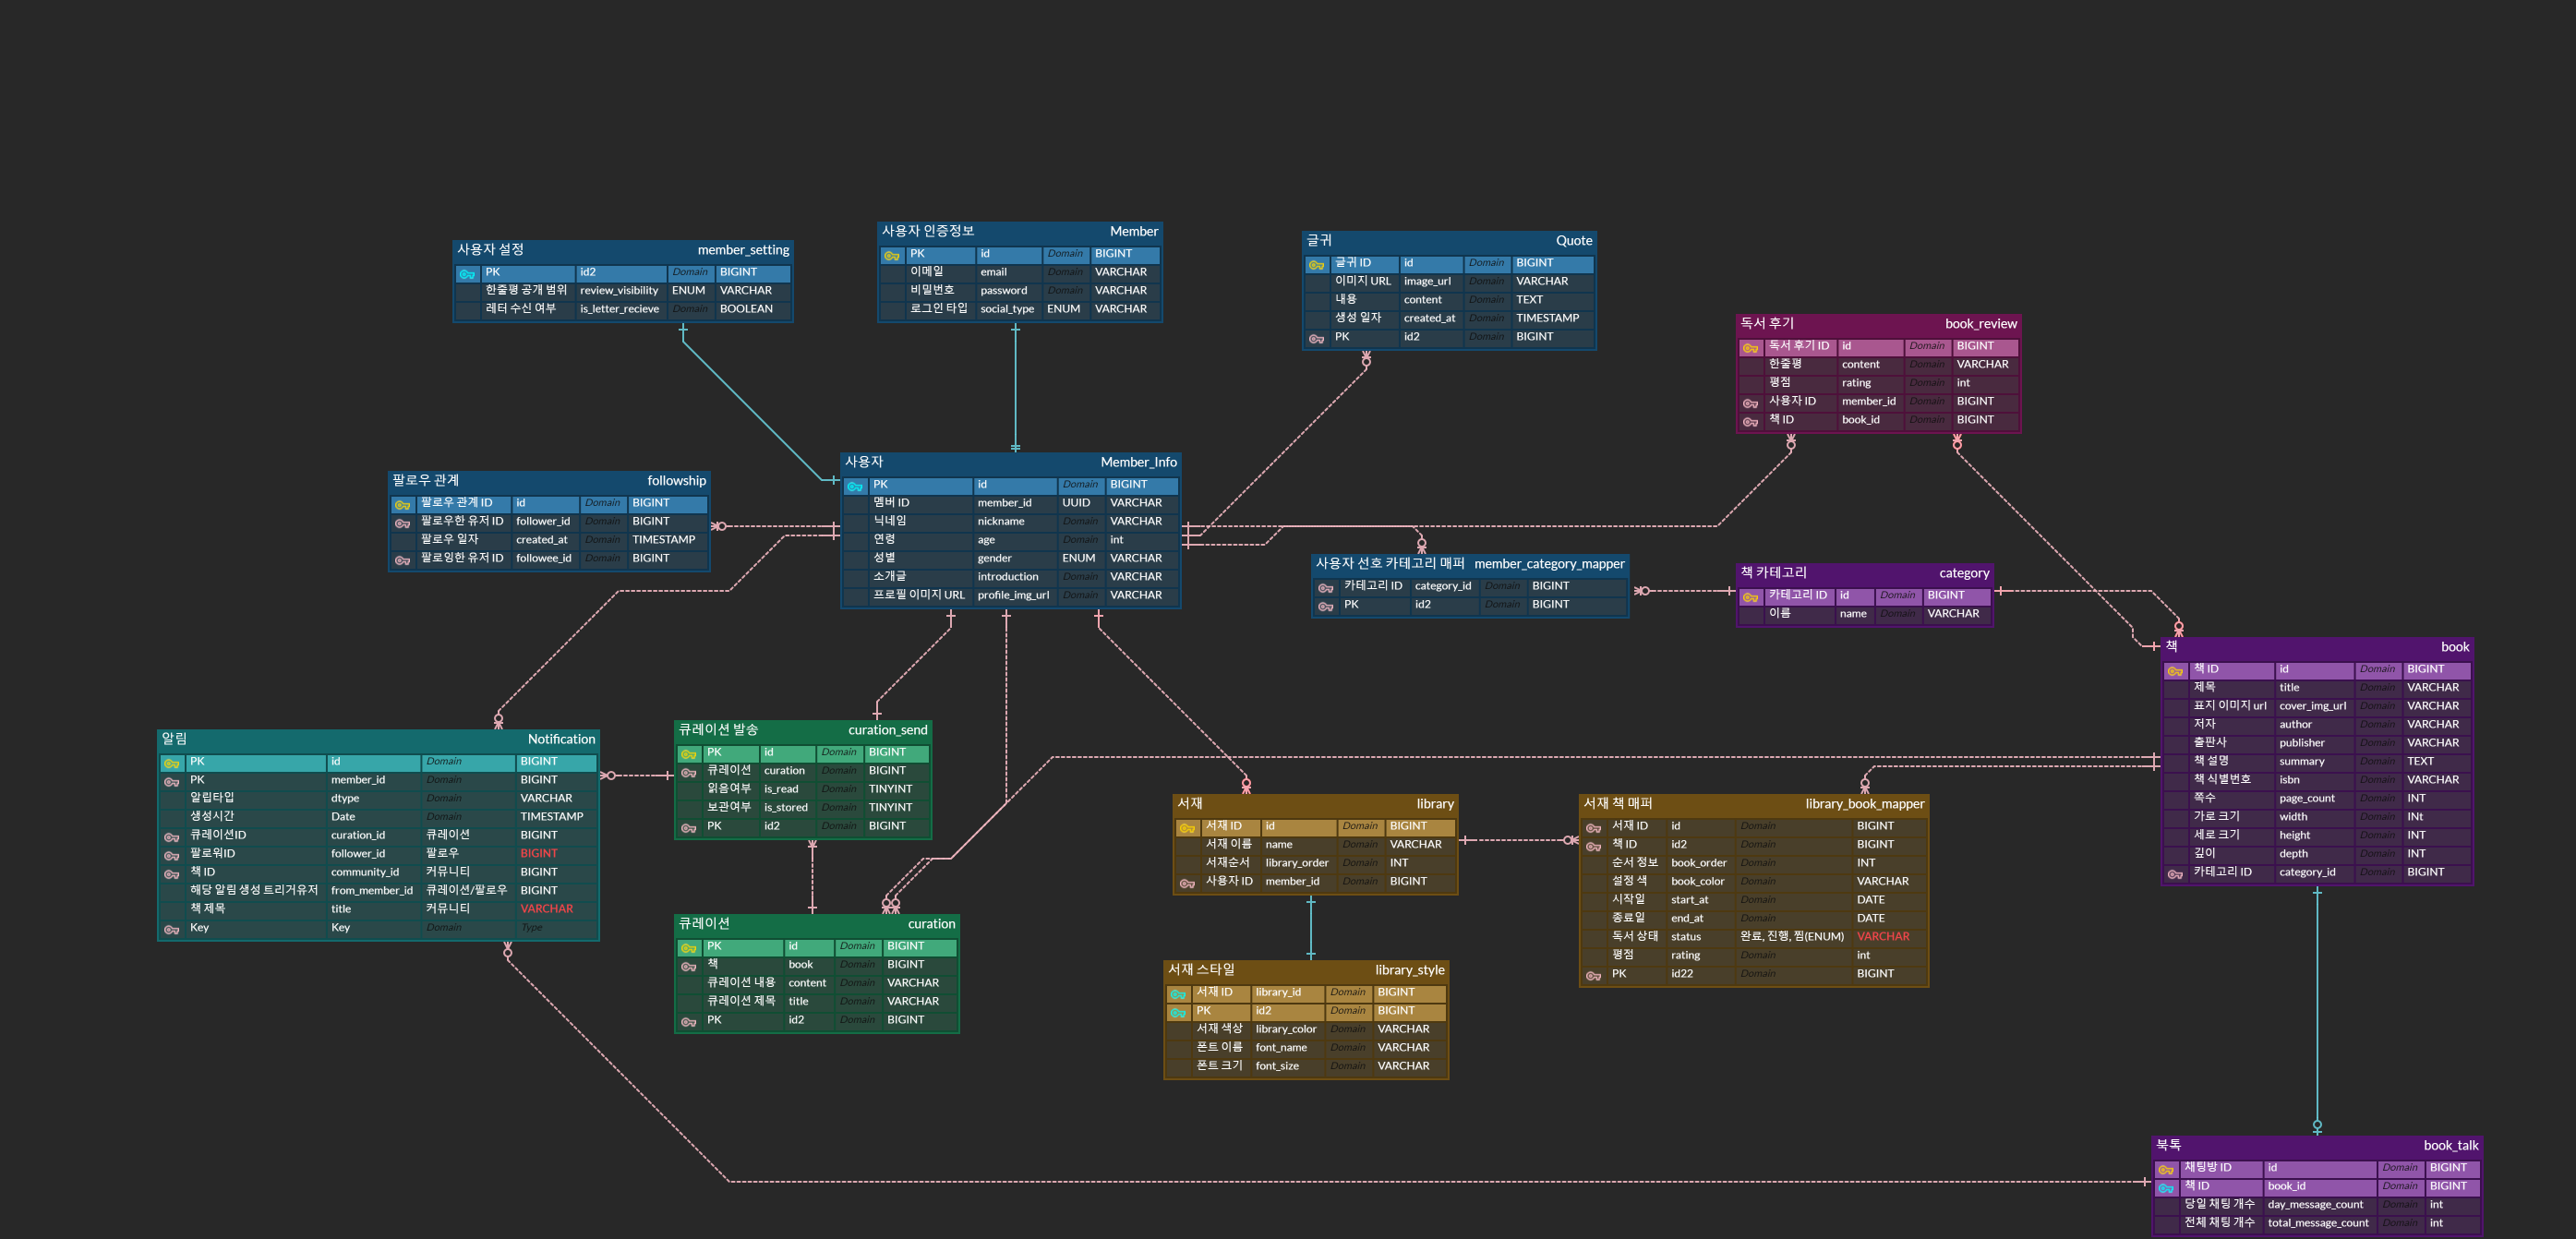 사용자 설정 member_setting
PK id2 Domain BIGINT
한줄평 공개 범위 review_visibility ENUM VARCHAR
레터 수신 여부 is_letter_recieve Domain BOOLEAN
사용자 인증정보 Member
PK id Domain BIGINT
이메일 email Domain VARCHAR
비밀번호 password Domain VARCHAR
로그인 타입 social_type ENUM VARCHAR
글귀 Quote
글귀 ID id Domain BIGINT
이미지 URL image_url Domain VARCHAR
내용 content Domain TEXT
생성 일자 created_at Domain TIMESTAMP
PK id2 Domain BIGINT
독서 후기 book_review
독서 후기 ID id Domain BIGINT
한줄평 content Domain VARCHAR
평점 rating Domain int
사용자 ID member_id Domain BIGINT
책 ID book_id Domain BIGINT
팔로우 관계 followship
팔로우 관계 ID id Domain BIGINT
팔로우한 유저 ID follower_id Domain BIGINT
팔로우 일자 created_at Domain TIMESTAMP
팔로잉한 유저 ID followee_id Domain BIGINT
사용자 Member_Info
PK id Domain BIGINT
멤버 ID member_id UUID VARCHAR
닉네임 nickname Domain VARCHAR
연령 age Domain int
성별 gender ENUM VARCHAR
소개글 introduction Domain VARCHAR
프로필 이미지 URL profile_img_url Domain VARCHAR
사용자 선호 카테고리 매퍼 member_category_mapper
카테고리 ID category_id Domain BIGINT
PK id2 Domain BIGINT
책 카테고리 category
카테고리 ID id Domain BIGINT
이름 name Domain VARCHAR
책 book
책 ID id Domain BIGINT
제목 title Domain VARCHAR
표지 이미지 url cover_img_url Domain VARCHAR
저자 author Domain VARCHAR
출판사 publisher Domain VARCHAR
책 설명 summary Domain TEXT
책 식별번호 isbn Domain VARCHAR
쪽수 page_count Domain INT
가로 크기 width Domain INt
세로 크기 height Domain INT
깊이 depth Domain INT
카테고리 ID category_id Domain BIGINT
알림 Notification
PK id Domain BIGINT
PK member_id Domain BIGINT
알림타입 dtype Domain VARCHAR
생성시간 Date Domain TIMESTAMP
큐레이션ID curation_id 큐레이션 BIGINT
팔로워ID follower_id 팔로우 BIGINT
책 ID community_id 커뮤니티 BIGINT
해당 알림 생성 트리거유저 from_member_id 큐레이션/팔로우 BIGINT
책 제목 title 커뮤니티 VARCHAR
Key Key Domain Type
큐레이션 발송 curation_send
PK id Domain BIGINT
큐레이션 curation Domain BIGINT
읽음여부 is_read Domain TINYINT
보관여부 is_stored Domain TINYINT
PK id2 Domain BIGINT
큐레이션 curation
PK id Domain BIGINT
책 book Domain BIGINT
큐레이션 내용 content Domain VARCHAR
큐레이션 제목 title Domain VARCHAR
PK id2 Domain BIGINT
서재 library
서재 ID id Domain BIGINT
서재 이름 name Domain VARCHAR
서재순서 library_order Domain INT
사용자 ID member_id Domain BIGINT
서재 스타일 library_style
서재 ID library_id Domain BIGINT
PK id2 Domain BIGINT
서재 색상 library_color Domain VARCHAR
폰트 이름 font_name Domain VARCHAR
폰트 크기 font_size Domain VARCHAR
서재 책 매퍼 library_book_mapper
서재 ID id Domain BIGINT
책 ID id2 Domain BIGINT
순서 정보 book_order Domain INT
설정 색 book_color Domain VARCHAR
시작일 start_at Domain DATE
종료일 end_at Domain DATE
독서 상태 status 완료, 진행, 찜(ENUM) VARCHAR
평점 rating Domain int
PK id22 Domain BIGINT
북톡 book_talk
채팅방 ID id Domain BIGINT
책 ID book_id Domain BIGINT
당일 채팅 개수 day_message_count Domain int
전체 채팅 개수 total_message_count Domain int